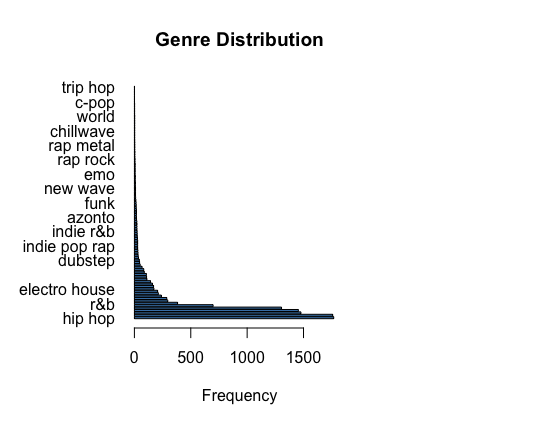 Genre Distribution
trip hop
c-pop
world
chillwave
rap metal
rap rock
emo
new wave
funk
azonto
indie r&b
indie pop rap
dubstep
electro house
r&b
hip hop
0 500 1000 1500
Frequency